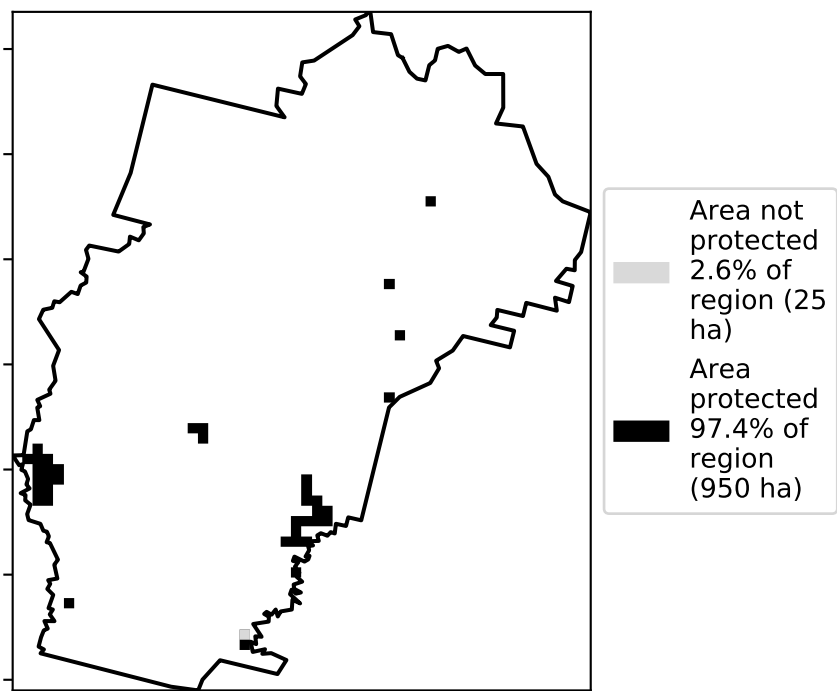 Area not
protected
2.6% of
region (25
ha)
Area
protected
97.4% of
region
(950 ha)